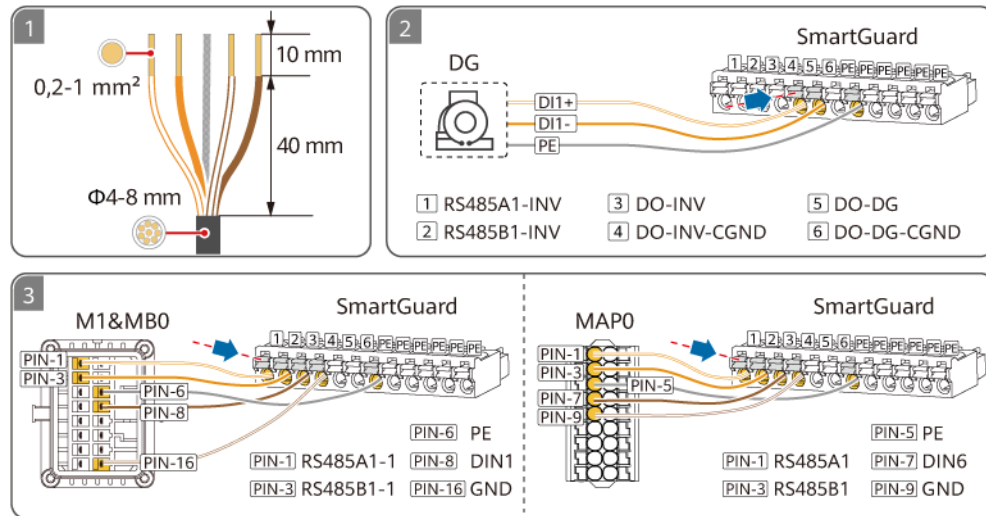 1
10 mm
0,2-1 mm²
40 mm
Φ4-8 mm
2
SmartGuard
DG
1 2 3 4 5 6 PE PE PE PE PE PE
DI1+
DI1-
PE
1 RS485A1-INV 3 DO-INV 5 DO-DG
2 RS485B1-INV 4 DO-INV-CGND 6 DO-DG-CGND
3
M1&MB0
SmartGuard
1 2 3 4 5 6 PE PE PE PE PE PE
PIN-1
PIN-3
PIN-6
PIN-8
PIN-16
PIN-6 PE
PIN-1 RS485A1-1 PIN-8 DIN1
PIN-3 RS485B1-1 PIN-16 GND
MAP0
SmartGuard
1 2 3 4 5 6 PE PE PE PE PE PE
PIN-1
PIN-3
PIN-5
PIN-7
PIN-9
PIN-5 PE
PIN-1 RS485A1 PIN-7 DIN6
PIN-3 RS485B1 PIN-9 GND